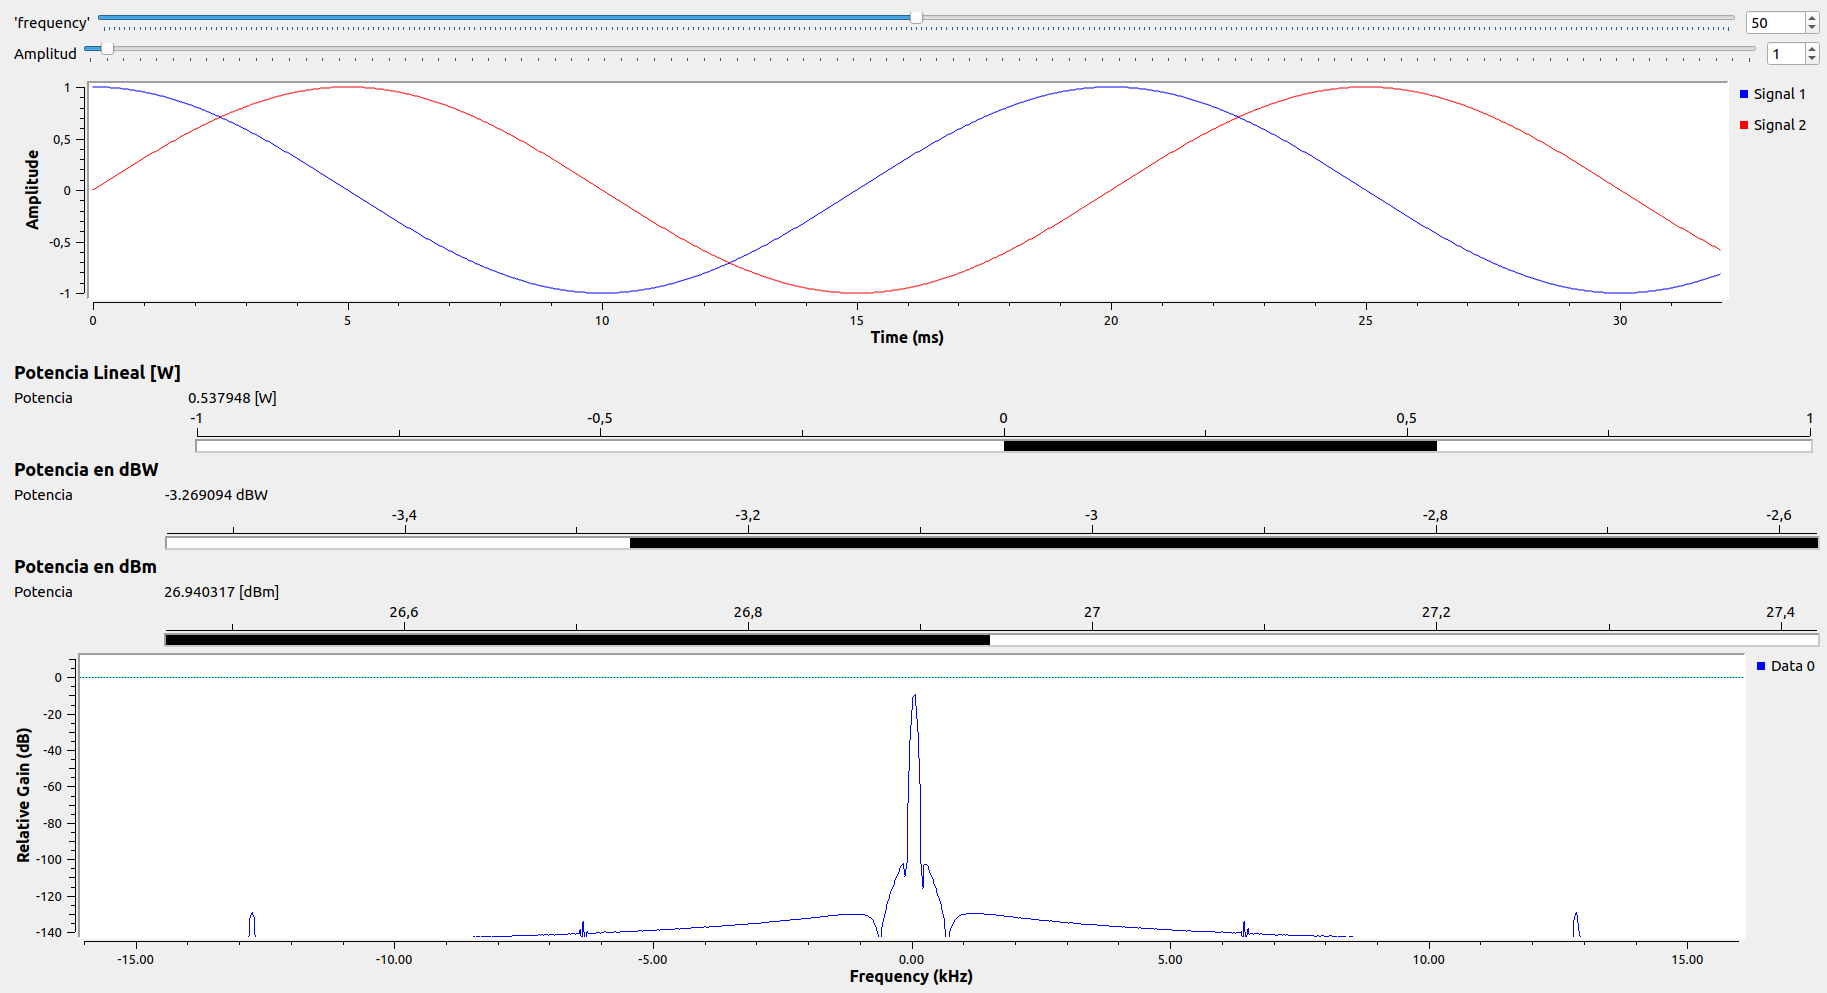 'frequency' 50
Amplitud 1
1
0,5
0
-0,5
-1
Amplitude
Signal 1
Signal 2
0 5 10 15 20 25 30
Time (ms)
Potencia Lineal [W]
Potencia 0.537948 [W]
-1 -0,5 0 0,5 1
Potencia en dBW
Potencia -3.269094 dBW
-3,4 -3,2 -3 -2,8 -2,6
Potencia en dBm
Potencia 26.940317 [dBm]
26,6 26,8 27 27,2 27,4
0
-20
-40
-60
-80
-100
-120
-140
Relative Gain (dB)
Data 0
-15.00 -10.00 -5.00 0.00 5.00 10.00 15.00
Frequency (kHz)